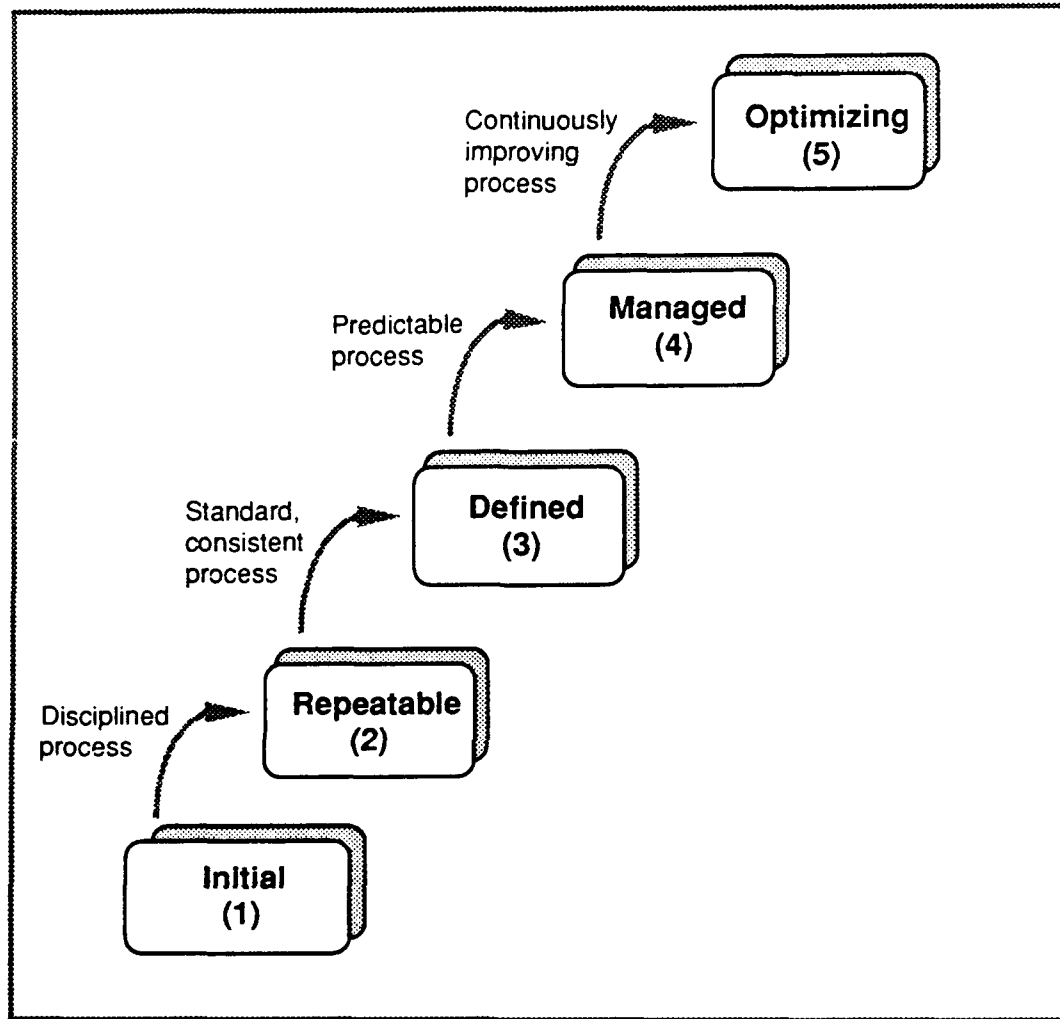 Continuously
improving
process
Optimizing
(5)
Predictable
process
Managed
(4)
Standard,
consistent
process
Defined
(3)
Disciplined
process
Repeatable
(2)
Initial
(1)